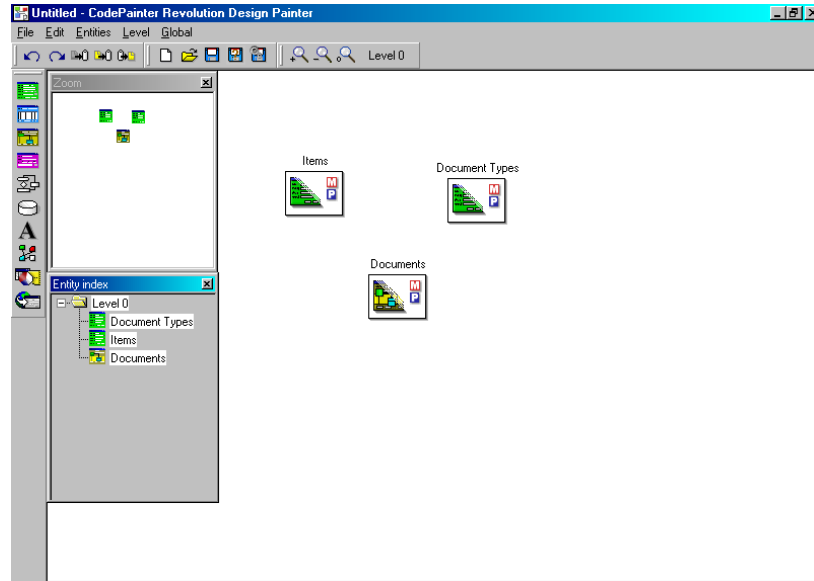 Untitled - CodePainter Revolution Design Painter
File Edit Entities Level Global
Level 0
Zoom
Items
Document Types
M
P
M
P
Documents
M
P
Entity index
Level 0
Document Types
Items
Documents
A